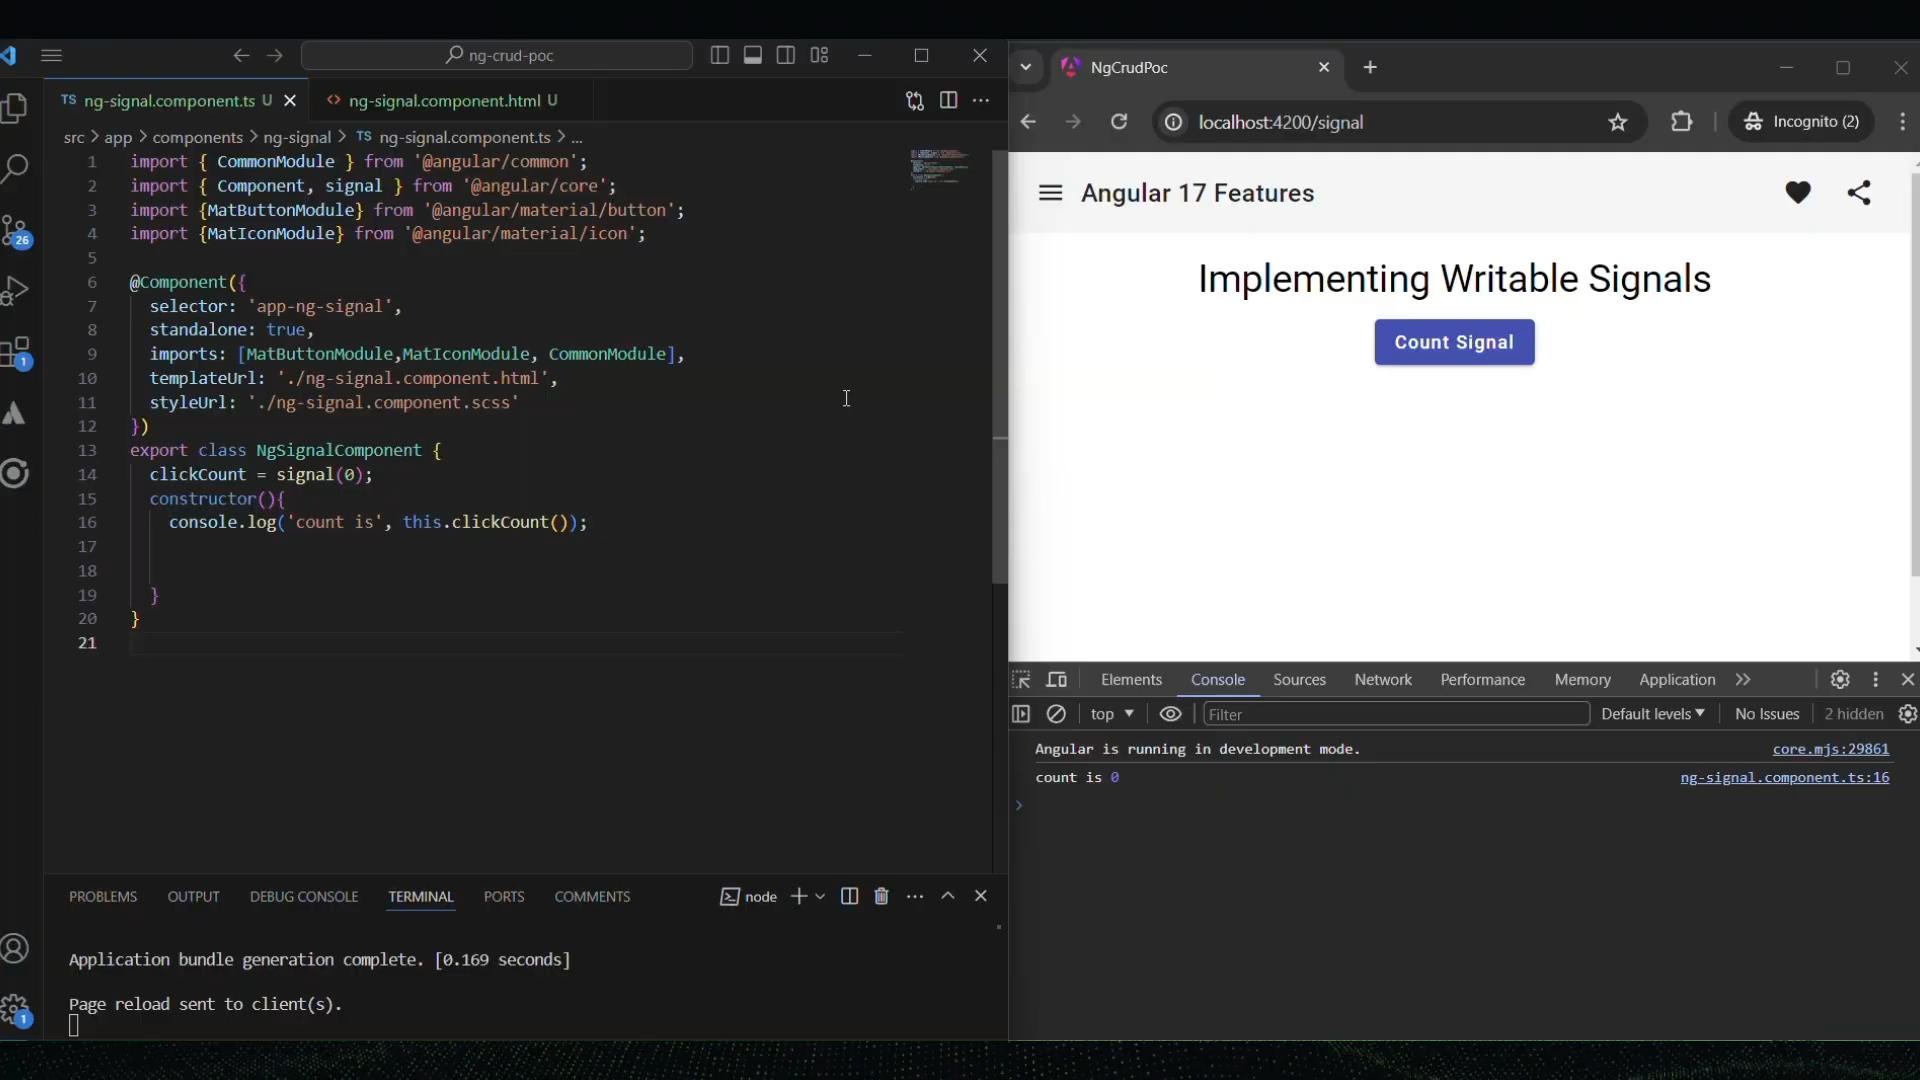 ng-crud-poc
TS ng-signal.component.ts U
<> ng-signal.component.html U
src > app > components > ng-signal > TS ng-signal.component.ts > ...
1 import { CommonModule } from '@angular/common';
2 import { Component, signal } from '@angular/core';
3 import {MatButtonModule} from '@angular/material/button';
4 import {MatIconModule} from '@angular/material/icon';
5
6 @Component({
7 selector: 'app-ng-signal',
8 standalone: true,
9 imports: [MatButtonModule,MatIconModule, CommonModule],
10 templateUrl: './ng-signal.component.html',
11 styleUrl: './ng-signal.component.scss'
12 })
13 export class NgSignalComponent {
14 clickCount = signal(0);
15 constructor(){
16 console.log('count is', this.clickCount());
17
18
19 }
20 }
21
26
1
1
PROBLEMS OUTPUT DEBUG CONSOLE TERMINAL PORTS COMMENTS node
Application bundle generation complete. [0.169 seconds]
Page reload sent to client(s).
NgCrudPoc
localhost:4200/signal
Incognito (2)
Angular 17 Features
Implementing Writable Signals
Count Signal
Elements Console Sources Network Performance Memory Application
top Filter Default levels No Issues 2 hidden
Angular is running in development mode. core.mjs:29861
count is 0 ng-signal.component.ts:16